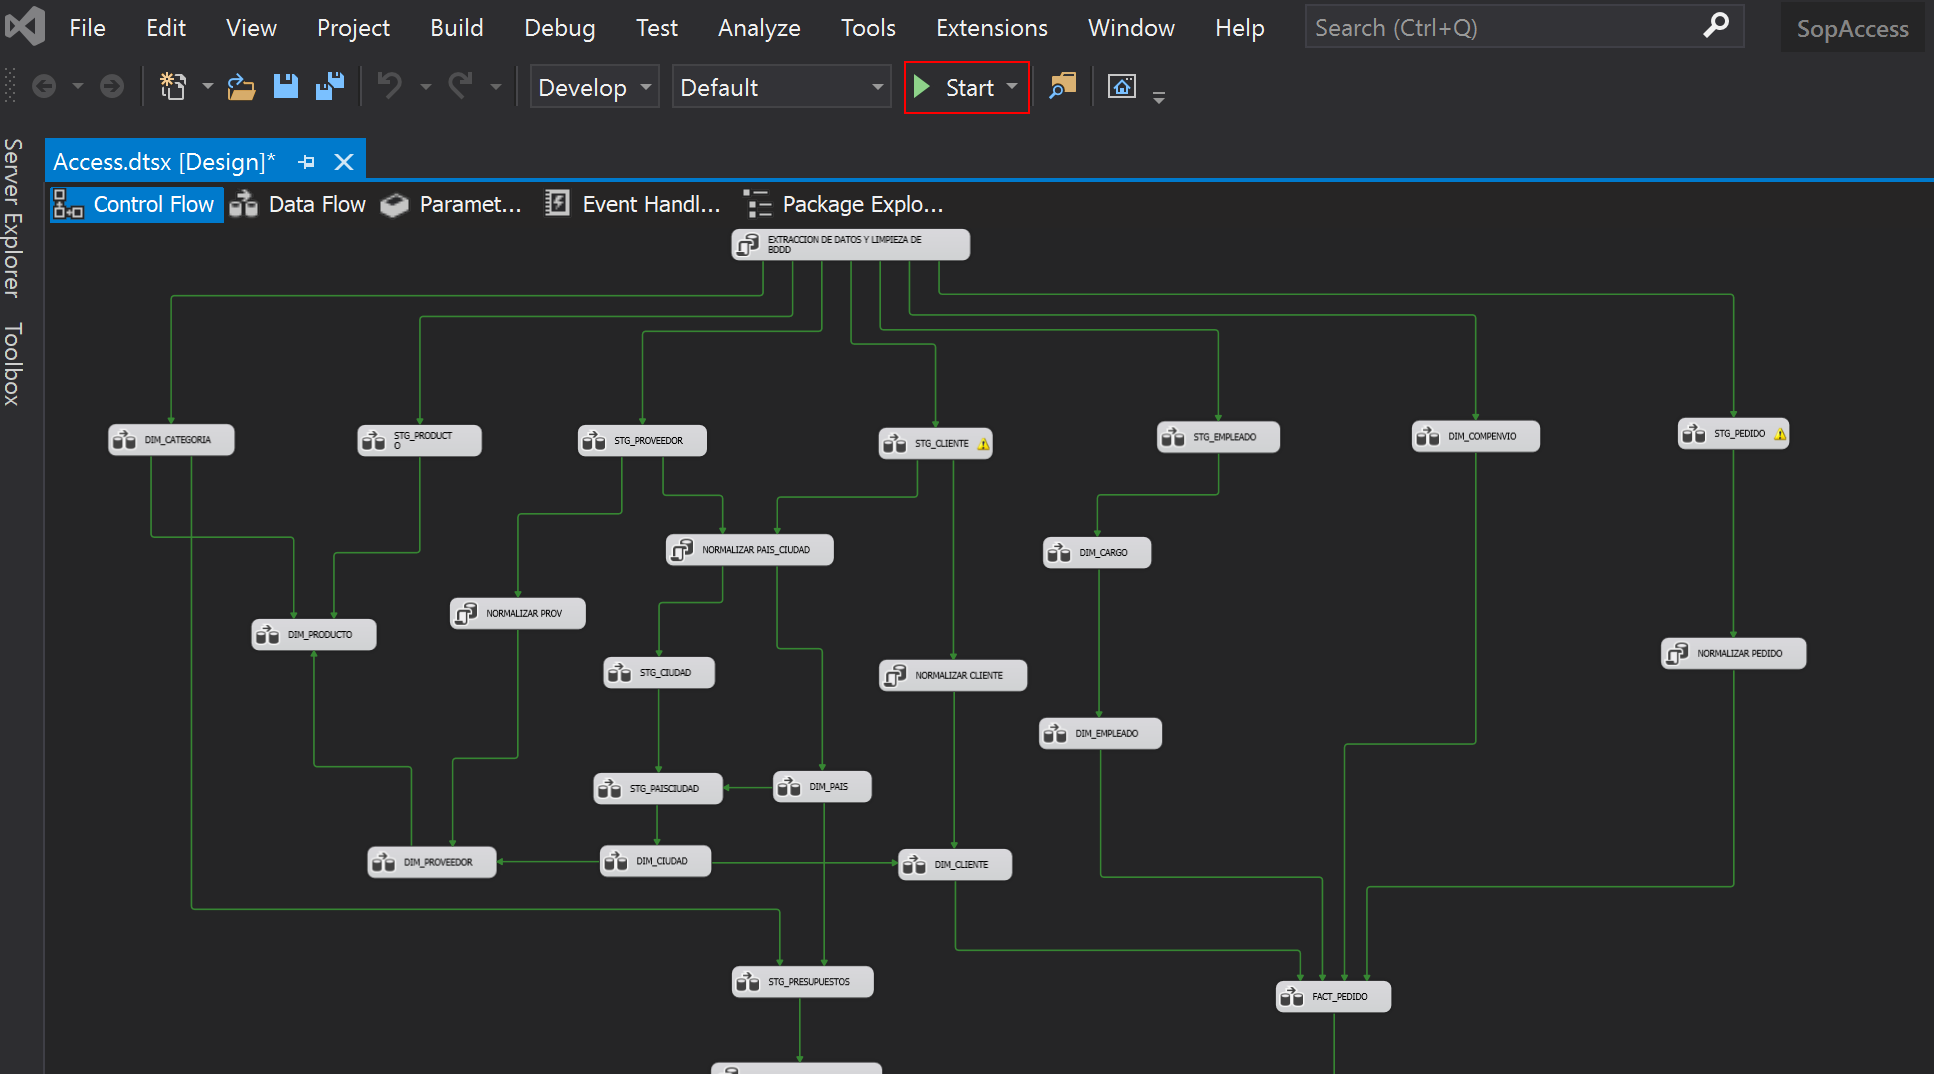 File Edit View Project Build Debug Test Analyze Tools Extensions Window Help Search (Ctrl+Q) SopAccess
Develop Default Start
Server Explorer
Toolbox
Access.dtsx [Design]*
Control Flow Data Flow Paramet... Event Handl... Package Explo...
EXTRACCION DE DATOS Y LIMPIEZA DE
BDDD
DIM_CATEGORIA
STG_PRODUCT
O
STG_PROVEEDOR
STG_CLIENTE
STG_EMPLEADO
DIM_COMPENVIO
STG_PEDIDO
NORMALIZAR PAIS_CIUDAD
DIM_CARGO
NORMALIZAR PROV
DIM_PRODUCTO
NORMALIZAR PEDIDO
STG_CIUDAD
NORMALIZAR CLIENTE
DIM_EMPLEADO
STG_PAISCIUDAD
DIM_PAIS
DIM_PROVEEDOR
DIM_CIUDAD
DIM_CLIENTE
STG_PRESUPUESTOS
FACT_PEDIDO